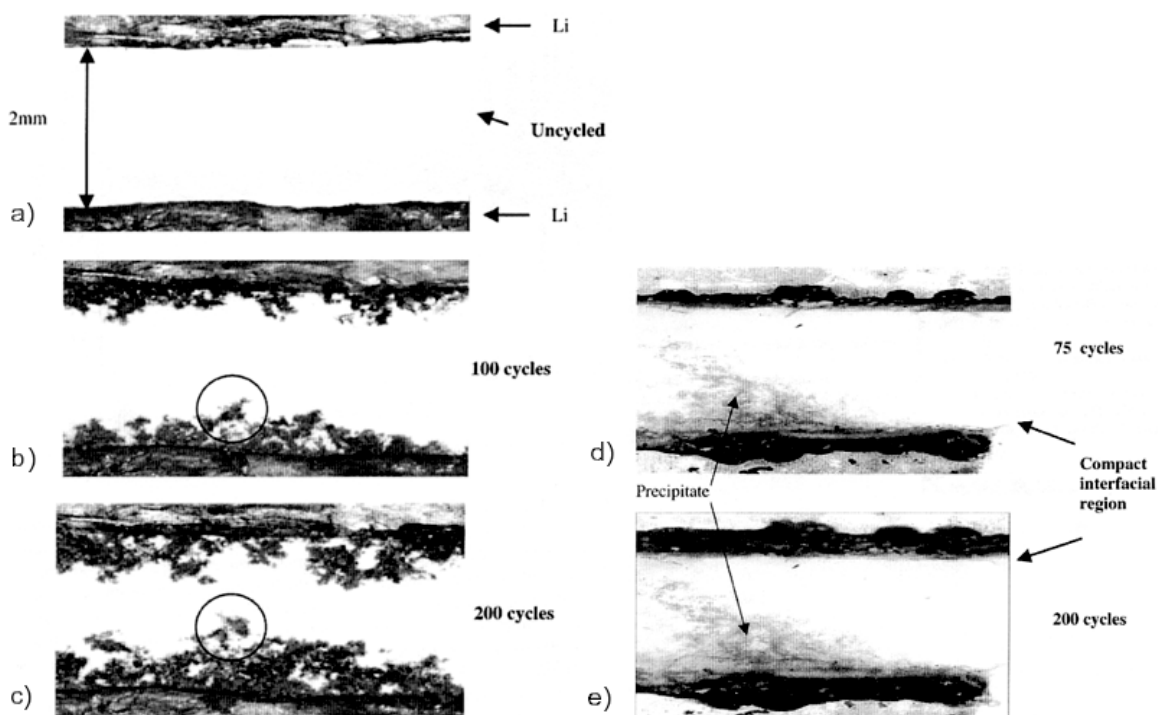 Li
2mm
Uncycled
a)
Li
100 cycles
b)
200 cycles
c)
75 cycles
d)
Precipitate
Compact
interfacial
region
200 cycles
e)